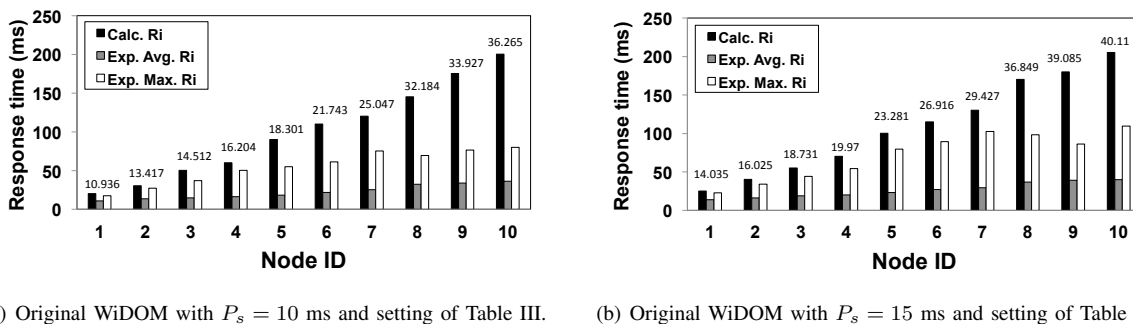 250
200
150
100
50
0
Response time (ms)
Calc. Ri
Exp. Avg. Ri
Exp. Max. Ri
10.936
13.417
14.512
16.204
18.301
21.743
25.047
32.184
33.927
36.265
1 2 3 4 5 6 7 8 9 10
Node ID
) Original WiDOM with P_s = 10 ms and setting of Table III.
250
200
150
100
50
0
Response time (ms)
Calc. Ri
Exp. Avg. Ri
Exp. Max. Ri
14.035
16.025
18.731
19.97
23.281
26.916
29.427
36.849
39.085
40.11
1 2 3 4 5 6 7 8 9 10
Node ID
(b) Original WiDOM with P_s = 15 ms and setting of Table